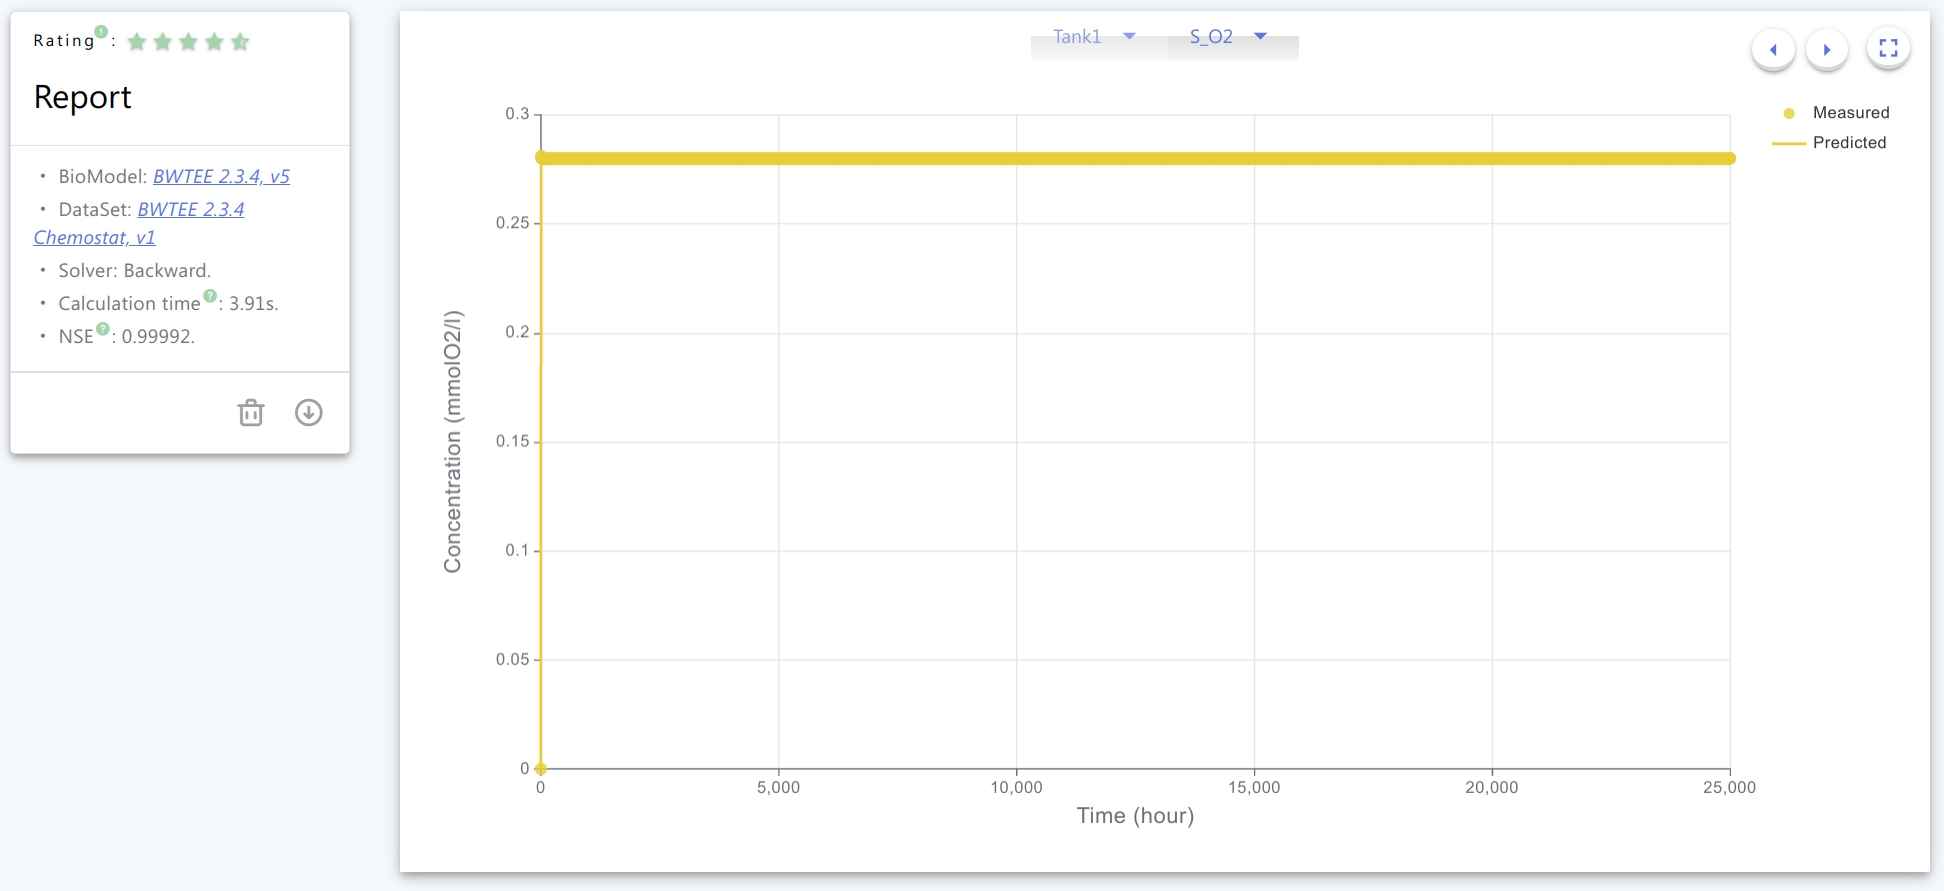 Rating ! :
Report
• BioModel: BWTEE 2.3.4, v5
• DataSet: BWTEE 2.3.4
Chemostat, v1
• Solver: Backward.
• Calculation time ? : 3.91s.
• NSE ? : 0.99992.
Tank1 S_O2
Measured
Predicted
0.3
0.25
0.2
0.15
0.1
0.05
0
Concentration (mmolO2/l)
0 5,000 10,000 15,000 20,000 25,000
Time (hour)